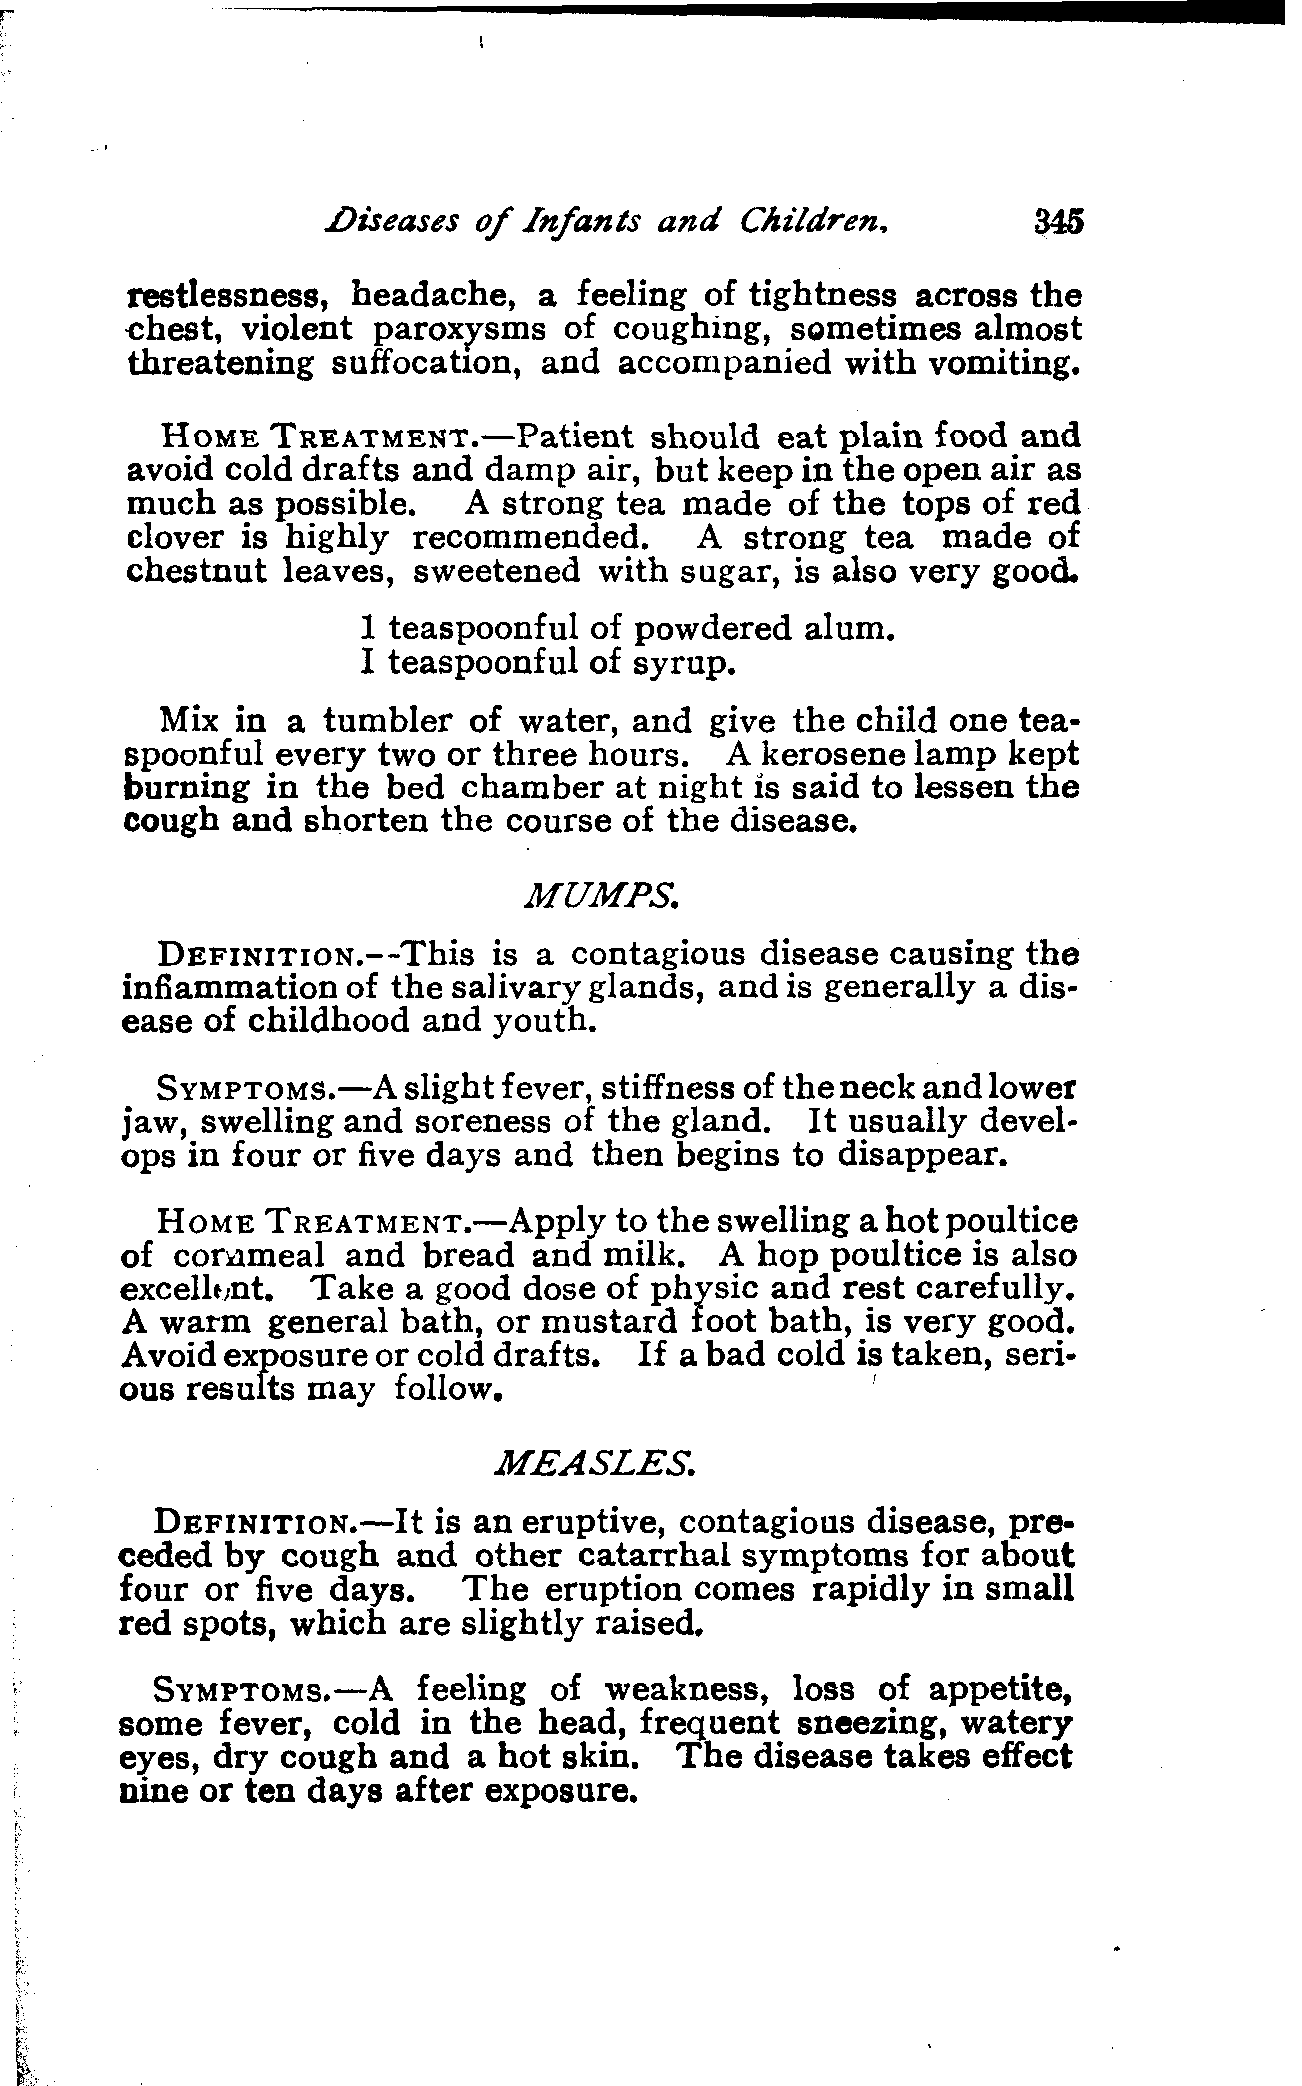 Diseases of Infants and Children. 345
restlessness, headache, a feeling of tightness across the
chest, violent paroxysms of coughing, sometimes almost
threatening suffocation, and accompanied with vomiting.
HOME TREATMENT.—Patient should eat plain food and
avoid cold drafts and damp air, but keep in the open air as
much as possible. A strong tea made of the tops of red
clover is highly recommended. A strong tea made of
chestnut leaves, sweetened with sugar, is also very good.
1 teaspoonful of powdered alum.
I teaspoonful of syrup.
Mix in a tumbler of water, and give the child one tea-
spoonful every two or three hours. A kerosene lamp kept
burning in the bed chamber at night is said to lessen the
cough and shorten the course of the disease.
MUMPS.
DEFINITION.--This is a contagious disease causing the
inflammation of the salivary glands, and is generally a dis-
ease of childhood and youth.
SYMPTOMS.—A slight fever, stiffness of the neck and lower
jaw, swelling and soreness of the gland. It usually devel-
ops in four or five days and then begins to disappear.
HOME TREATMENT.—Apply to the swelling a hot poultice
of cornmeal and bread and milk. A hop poultice is also
excellent. Take a good dose of physic and rest carefully.
A warm general bath, or mustard foot bath, is very good.
Avoid exposure or cold drafts. If a bad cold is taken, seri-
ous results may follow.
MEASLES.
DEFINITION.—It is an eruptive, contagious disease, pre-
ceded by cough and other catarrhal symptoms for about
four or five days. The eruption comes rapidly in small
red spots, which are slightly raised.
SYMPTOMS.—A feeling of weakness, loss of appetite,
some fever, cold in the head, frequent sneezing, watery
eyes, dry cough and a hot skin. The disease takes effect
nine or ten days after exposure.